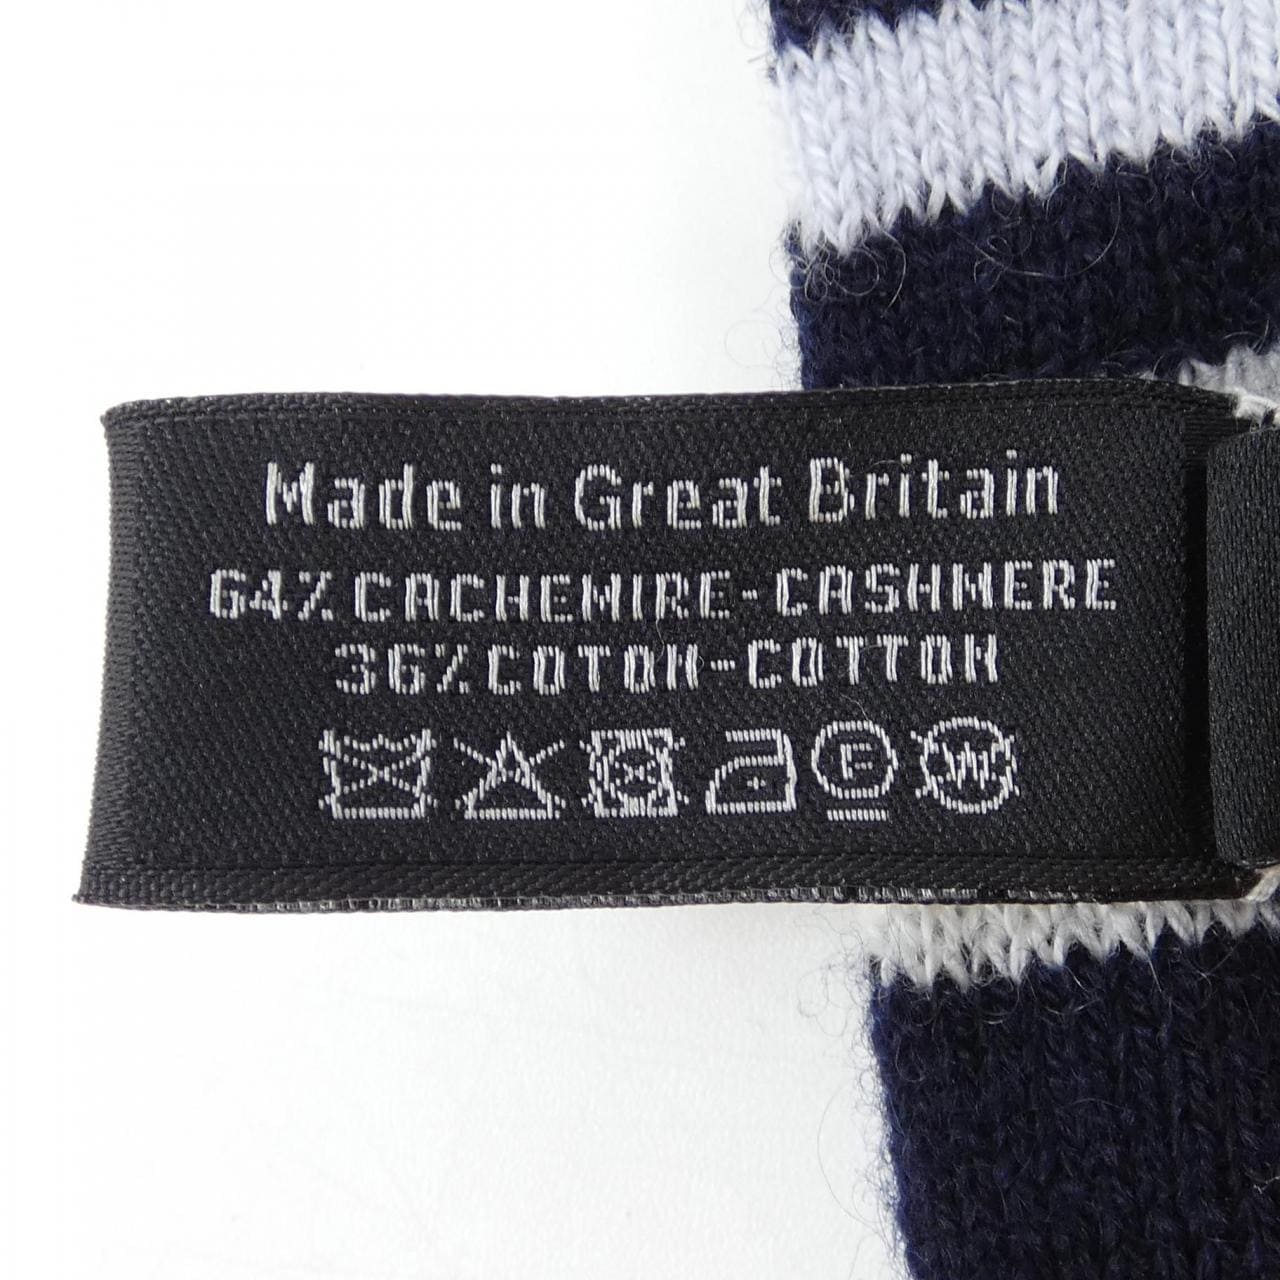 Made in Great Britain
64% CACHEMIRE-CASHMERE
36% COTON-COTTON
F W